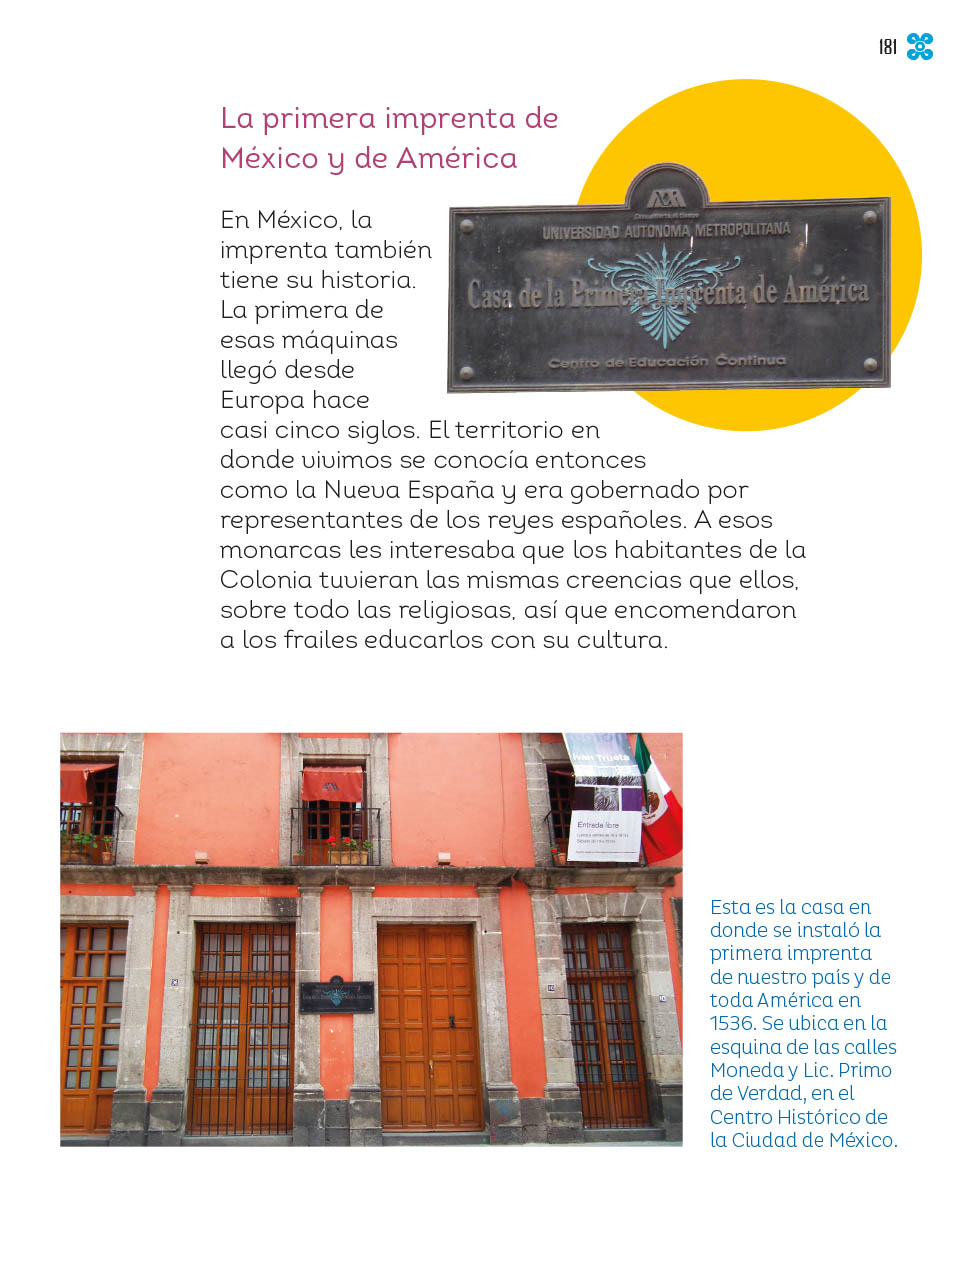 181
La primera imprenta de
México y de América
En México, la
imprenta también
tiene su historia.
La primera de
esas máquinas
llegó desde
Europa hace
casi cinco siglos. El territorio en
donde vivimos se conocía entonces
como la Nueva España y era gobernado por
representantes de los reyes españoles. A esos
monarcas les interesaba que los habitantes de la
Colonia tuvieran las mismas creencias que ellos,
sobre todo las religiosas, así que encomendaron
a los frailes educarlos con su cultura.
Casa abierta al tiempo
UNIVERSIDAD AUTONOMA METROPOLITANA
Casa de la Primera Imprenta de América
Centro de Educación Continua
Iván Trueta
Entrada libre
Esta es la casa en
donde se instaló la
primera imprenta
de nuestro país y de
toda América en
1536. Se ubica en la
esquina de las calles
Moneda y Lic. Primo
de Verdad, en el
Centro Histórico de
la Ciudad de México.